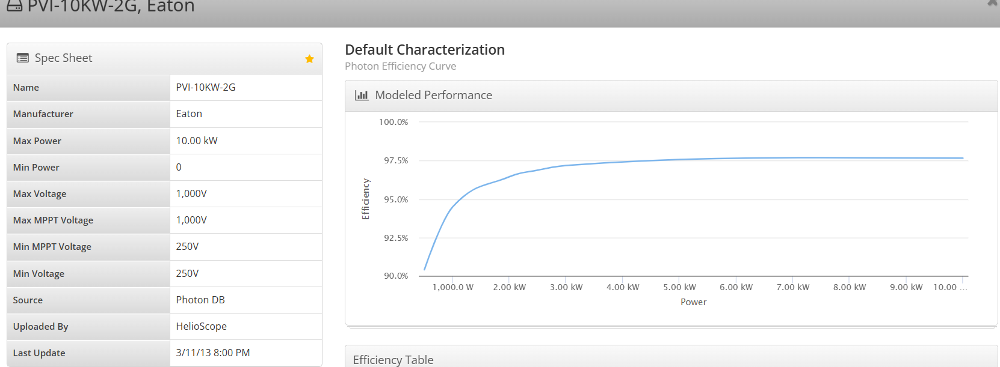 PVI-10KW-2G, Eaton
Spec Sheet
Name PVI-10KW-2G
Manufacturer Eaton
Max Power 10.00 kW
Min Power 0
Max Voltage 1,000V
Max MPPT Voltage 1,000V
Min MPPT Voltage 250V
Min Voltage 250V
Source Photon DB
Uploaded By HelioScope
Last Update 3/11/13 8:00 PM
Default Characterization
Photon Efficiency Curve
Modeled Performance
100.0%
97.5%
95.0%
92.5%
90.0%
Efficiency
1,000.0 W 2.00 kW 3.00 kW 4.00 kW 5.00 kW 6.00 kW 7.00 kW 8.00 kW 9.00 kW 10.00 ...
Power
Efficiency Table